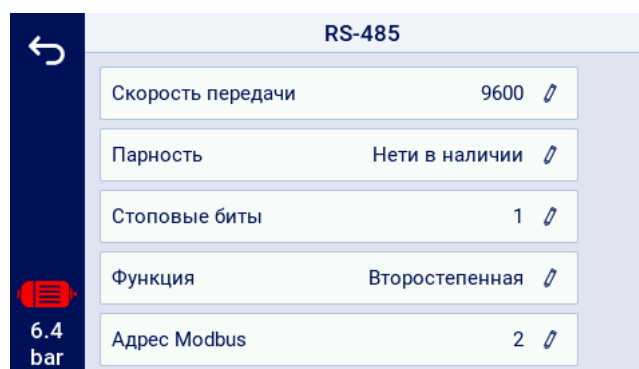 RS-485
Скорость передачи 9600
Парность Нети в наличии
Стоповые биты 1
Функция Второстепенная
Адрес Modbus 2
6.4
bar